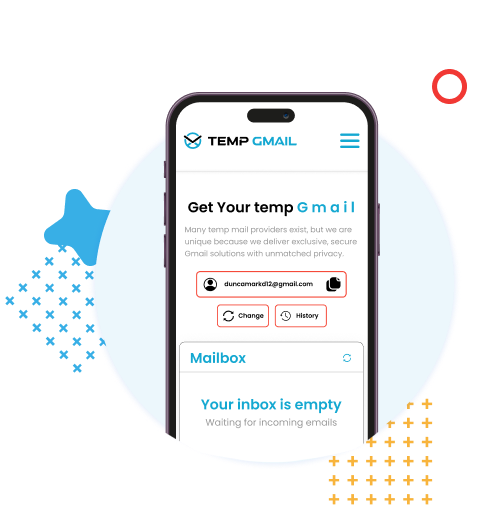 TEMP GMAIL
Get Your temp G m a i l
Many temp mail providers exist, but we are
unique because we deliver exclusive, secure
Gmail solutions with unmatched privacy.
duncamarkd12@gmail.com
Change History
Mailbox
Your inbox is empty
Waiting for incoming emails